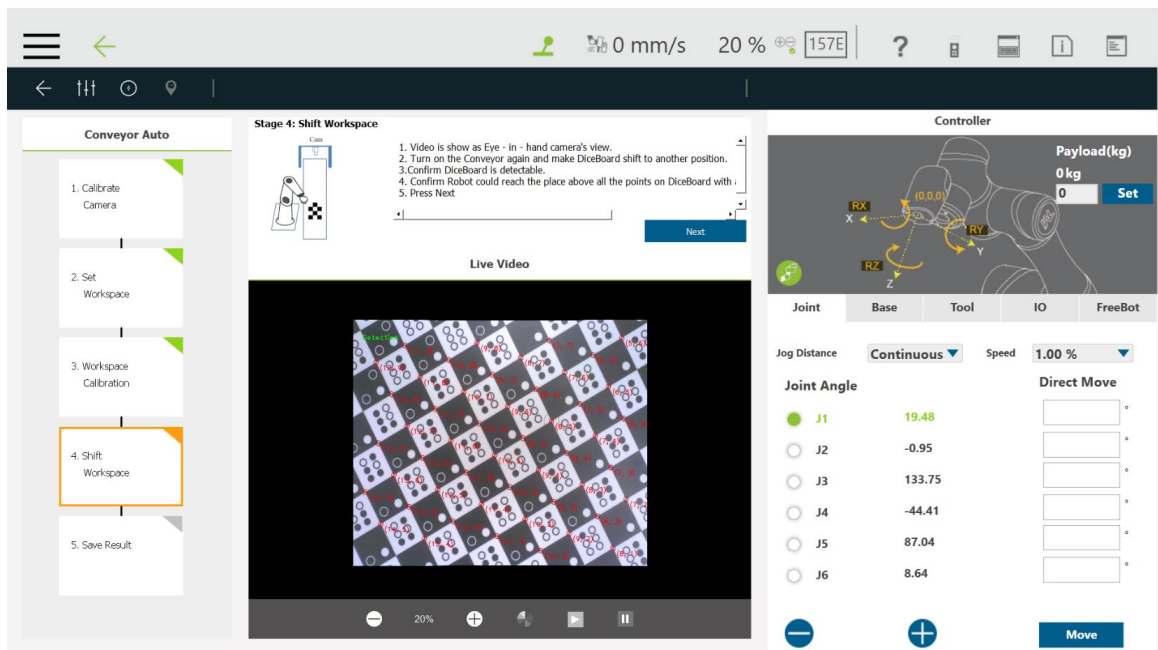 0 mm/s
20 %
157E
?
i
Conveyor Auto
1. Calibrate
Camera
2. Set
Workspace
3. Workspace
Calibration
4. Shift
Workspace
5. Save Result
Stage 4: Shift Workspace
Cam
1. Video is show as Eye - in - hand camera's view.
2. Turn on the Conveyor again and make DiceBoard shift to another position.
3.Confirm DiceBoard is detectable.
4. Confirm Robot could reach the place above all the points on DiceBoard with
5. Press Next
Next
Live Video
20%
Controller
Payload(kg)
0 kg
0
Set
(0,0,0)
RX
X
RY
Y
RZ
Z
Joint Base Tool IO FreeBot
Jog Distance Continuous Speed 1.00 %
Joint Angle Direct Move
J1 19.48 °
J2 -0.95 °
J3 133.75 °
J4 -44.41 °
J5 87.04 °
J6 8.64 °
Move